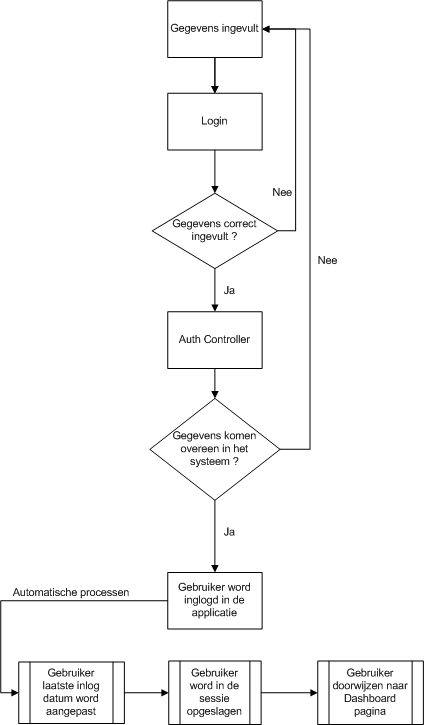 Gegevens ingevult
Login
Nee
Gegevens correct
ingevult ?
Nee
Ja
Auth Controller
Gegevens komen
overeen in het
systeem ?
Ja
Automatische processen
Gebruiker word
inglogd in de
applicatie
Gebruiker
laatste inlog
datum word
aangepast
Gebruiker
word in de
sessie
opgeslagen
Gebruiker
doorwijzen naar
Dashboard
pagina